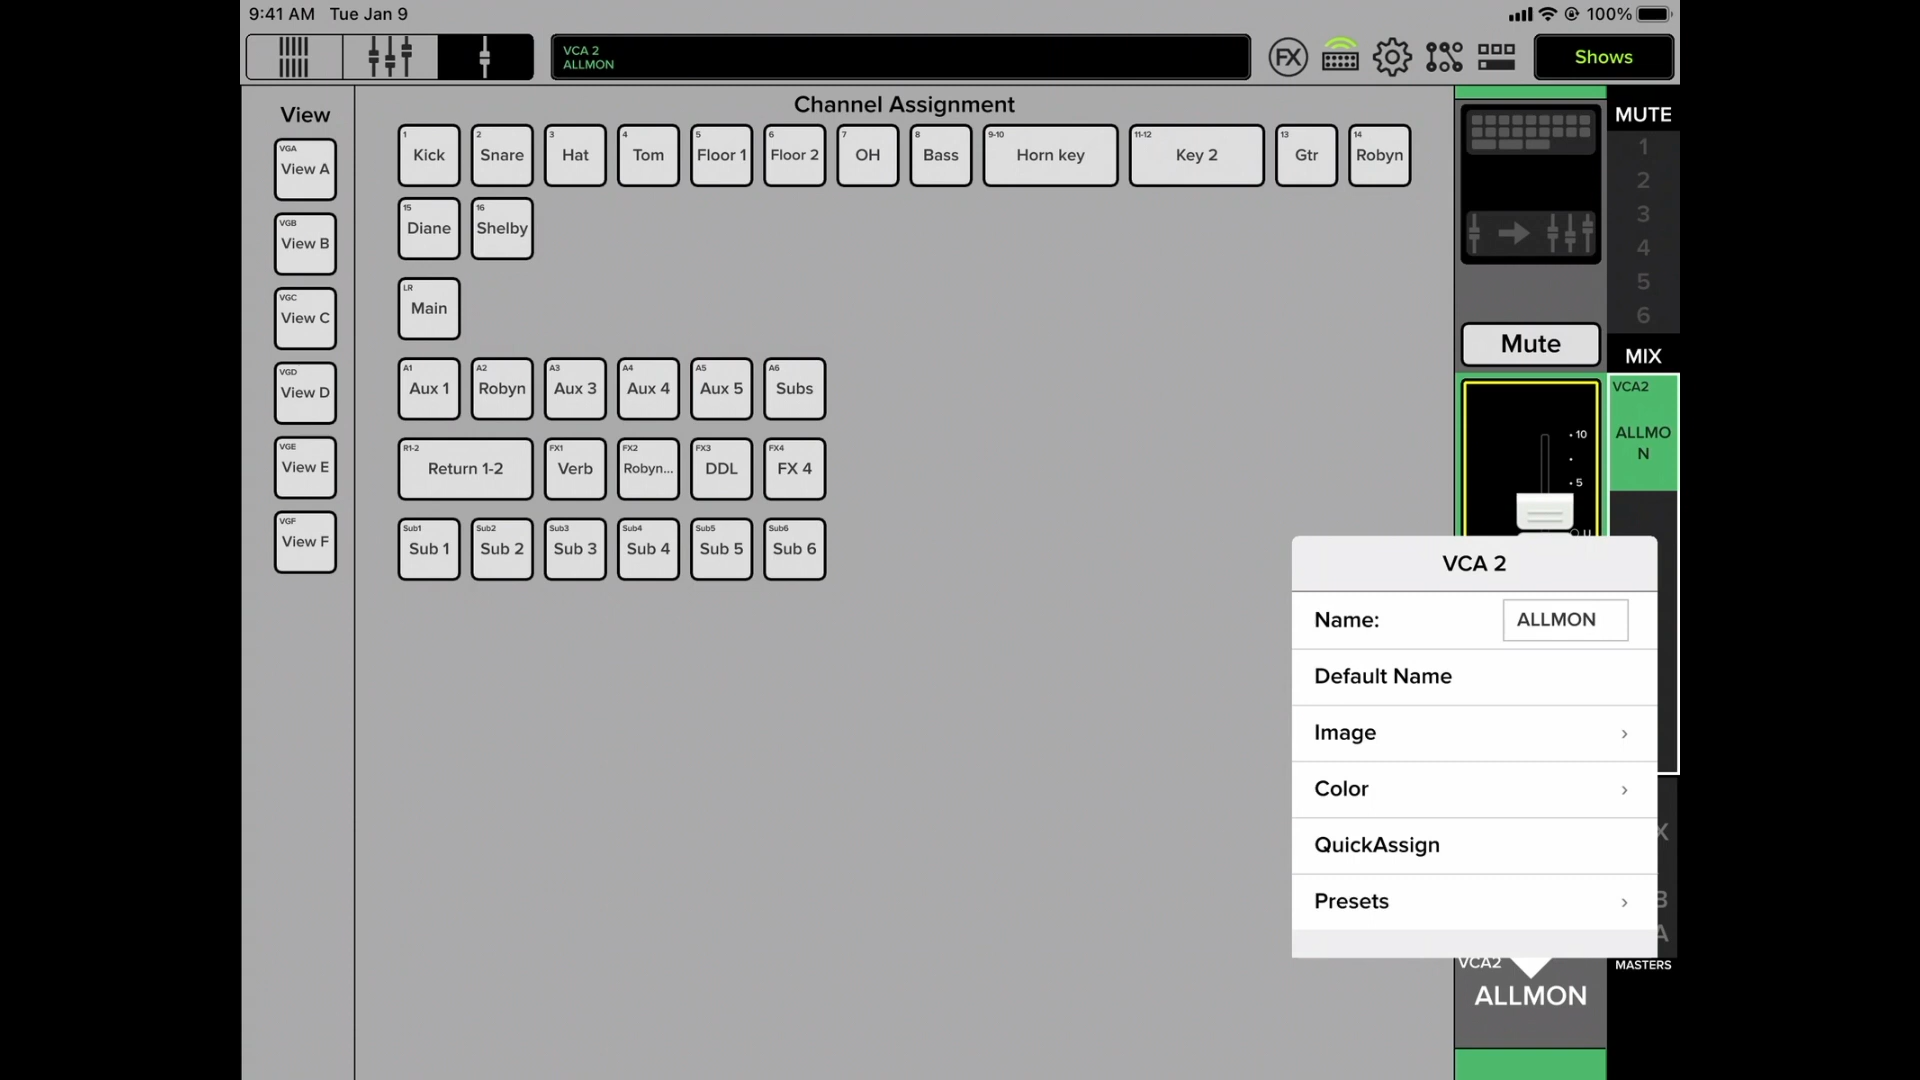 9:41 AM Tue Jan 9
100%
VCA 2
ALLMON
FX
Shows
View
Channel Assignment
MUTE
VGA
View A
VGB
View B
VGC
View C
VGD
View D
VGE
View E
VGF
View F
1
Kick
2
Snare
3
Hat
4
Tom
5
Floor 1
6
Floor 2
7
OH
8
Bass
9-10
Horn key
11-12
Key 2
13
Gtr
14
Robyn
15
Diane
16
Shelby
LR
Main
A1
Aux 1
A2
Robyn
A3
Aux 3
A4
Aux 4
A5
Aux 5
A6
Subs
R1-2
Return 1-2
FX1
Verb
FX2
Robyn...
FX3
DDL
FX4
FX 4
Sub1
Sub 1
Sub2
Sub 2
Sub3
Sub 3
Sub4
Sub 4
Sub5
Sub 5
Sub6
Sub 6
1
2
3
4
5
6
Mute
MIX
VCA2
ALLMO
N
10
5
VCA 2
Name: ALLMON
Default Name
Image
Color
QuickAssign
Presets
VCA2
ALLMON
MASTERS